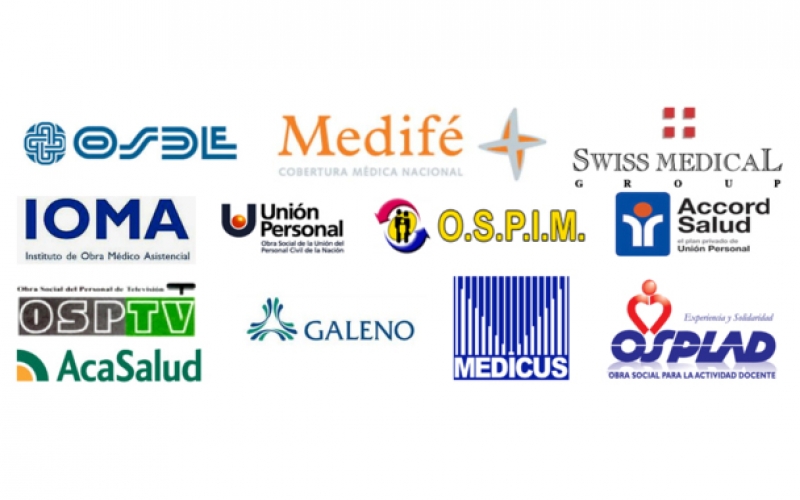 OSDE
Medifé
COBERTURA MÉDICA NACIONAL
SWISS MEDICAL
GROUP
IOMA
Instituto de Obra Médico Asistencial
Unión
Personal
Obra Social de la Unión del
Personal Civil de la Nación
O.S.P.I.M.
Accord
Salud
el plan privado de
Unión Personal
Obra Social del Personal de Televisión
OSPTV
AcaSalud
GALENO
MEDICUS
Experiencia y Solidaridad
OSPLAD
OBRA SOCIAL PARA LA ACTIVIDAD DOCENTE